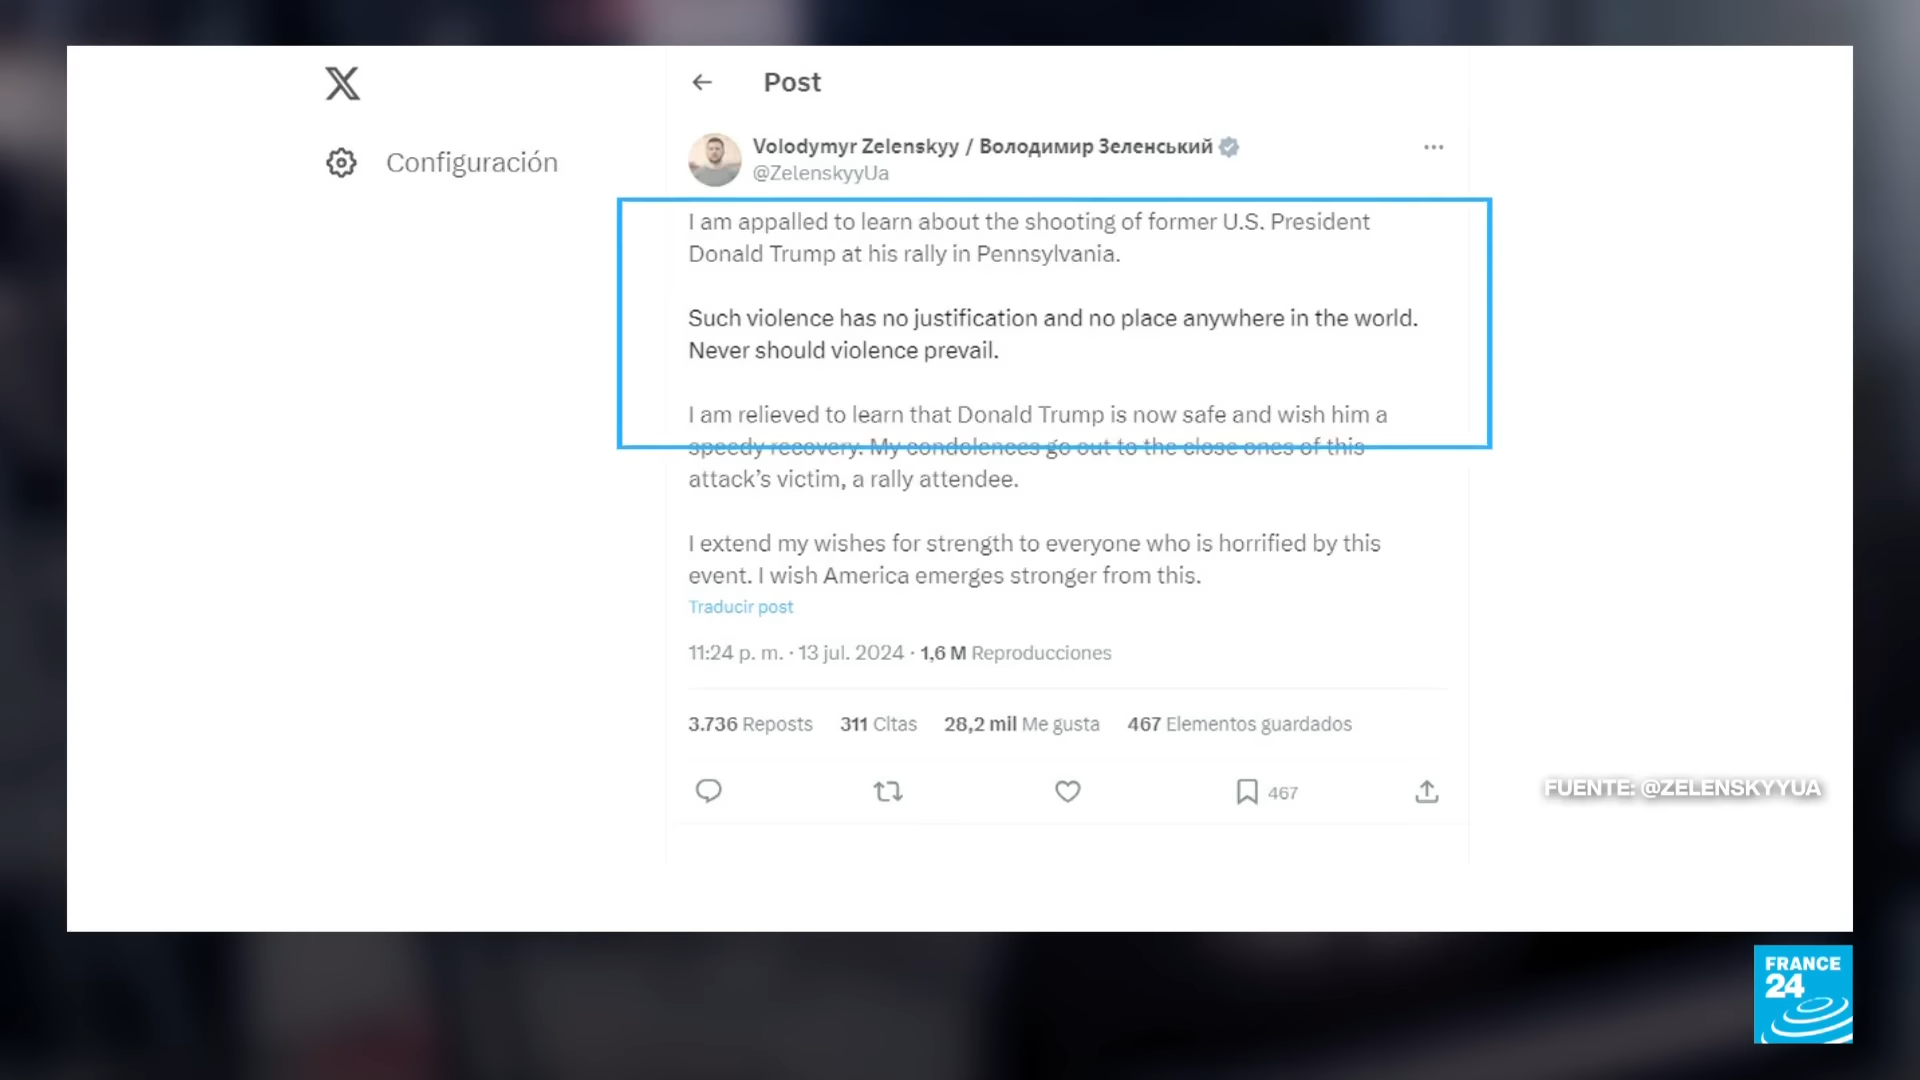 X
Configuración
Post
Volodymyr Zelenskyy / Володимир Зеленський
@ZelenskyyUa
I am appalled to learn about the shooting of former U.S. President
Donald Trump at his rally in Pennsylvania.
Such violence has no justification and no place anywhere in the world.
Never should violence prevail.
I am relieved to learn that Donald Trump is now safe and wish him a
speedy recovery. My condolences go out to the close ones of this
attack’s victim, a rally attendee.
I extend my wishes for strength to everyone who is horrified by this
event. I wish America emerges stronger from this.
Traducir post
11:24 p. m. · 13 jul. 2024 · 1,6 M Reproducciones
3.736 Reposts 311 Citas 28,2 mil Me gusta 467 Elementos guardados
467
FUENTE: @ZELENSKYYUA
FRANCE
24